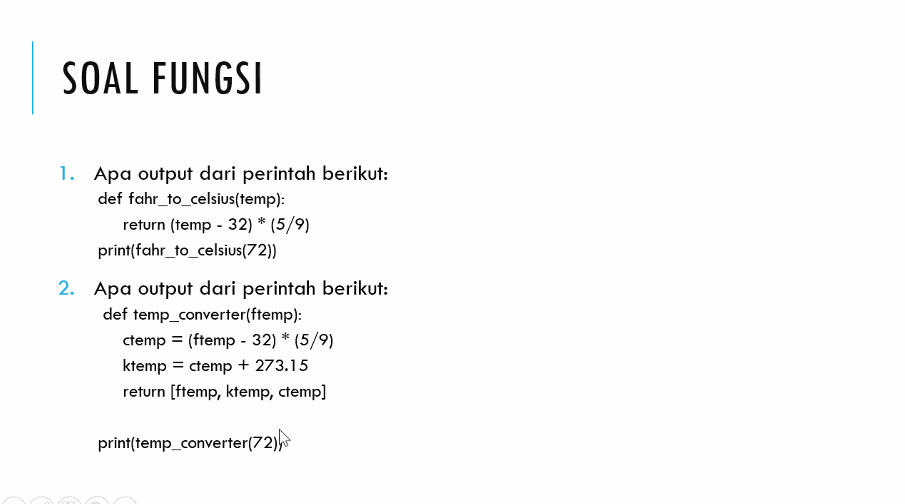 SOAL FUNGSI
1. Apa output dari perintah berikut:
def fahr_to_celsius(temp):
return (temp - 32) * (5/9)
print(fahr_to_celsius(72))
2. Apa output dari perintah berikut:
def temp_converter(ftemp):
ctemp = (ftemp - 32) * (5/9)
ktemp = ctemp + 273.15
return [ftemp, ktemp, ctemp]
print(temp_converter(72))